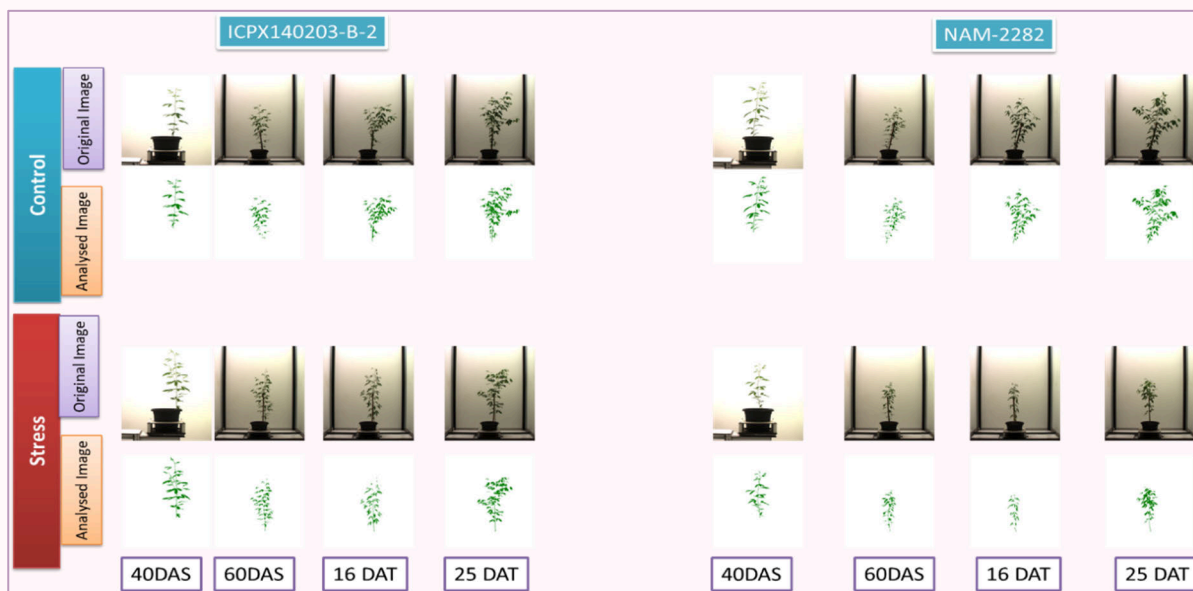 ICPX140203-B-2
NAM-2282
Control
Original Image
Analysed Image
Stress
Original Image
Analysed Image
40DAS 60DAS 16 DAT 25 DAT
40DAS 60DAS 16 DAT 25 DAT